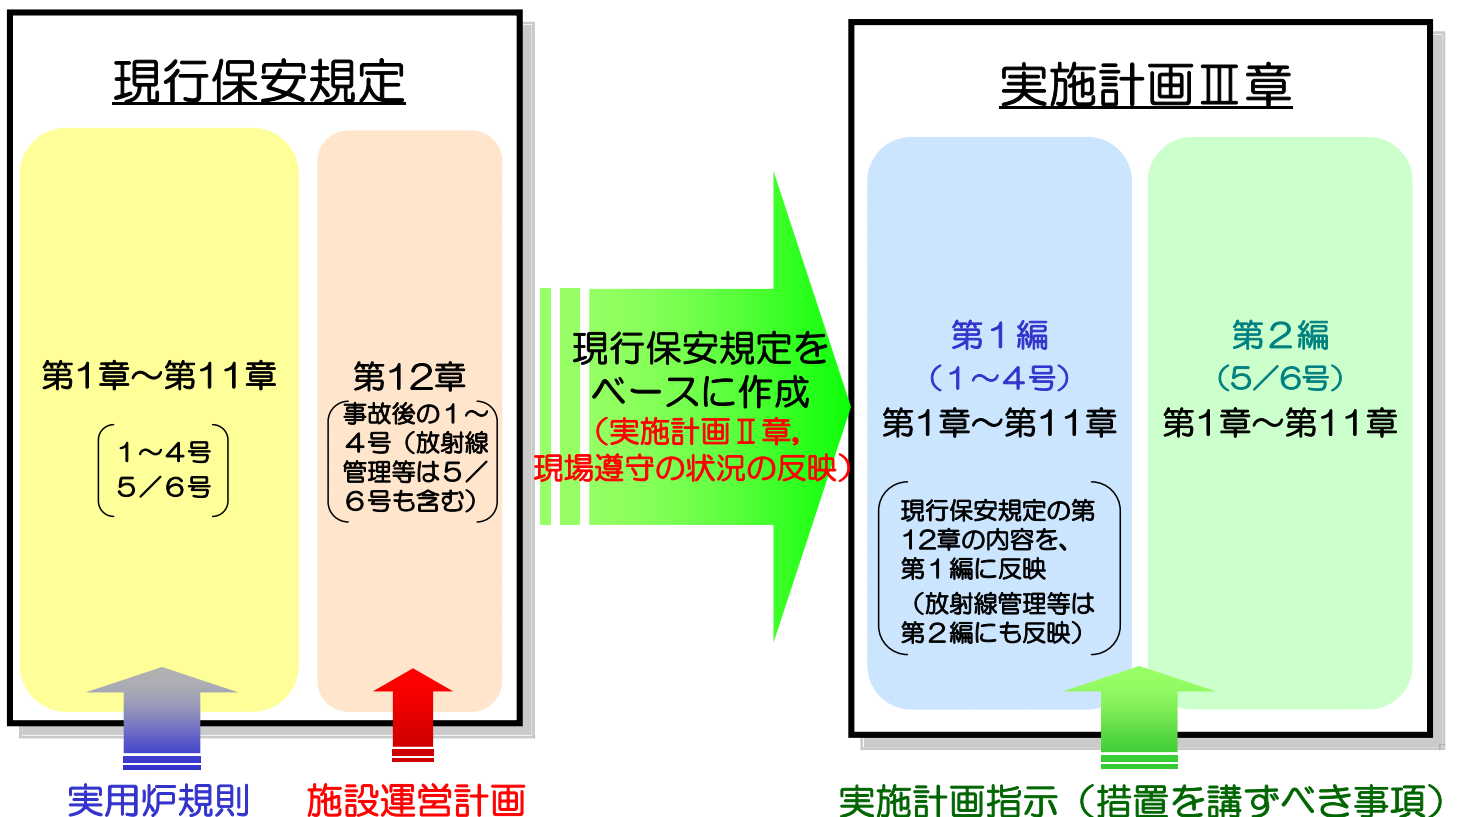 現行保安規定
第1章～第11章
１～４号
５／６号
第12章
事故後の１～
４号（放射線
管理等は５／
６号も含む）
実用炉規則
施設運営計画
現行保安規定を
ベースに作成
（実施計画Ⅱ章,
現場遵守の状況の反映）
実施計画Ⅲ章
第１編
（１～４号）
第1章～第11章
現行保安規定の第
12章の内容を、
第１編に反映
（放射線管理等は
第２編にも反映）
第２編
（５／６号）
第1章～第11章
実施計画指示（措置を講ずべき事項）